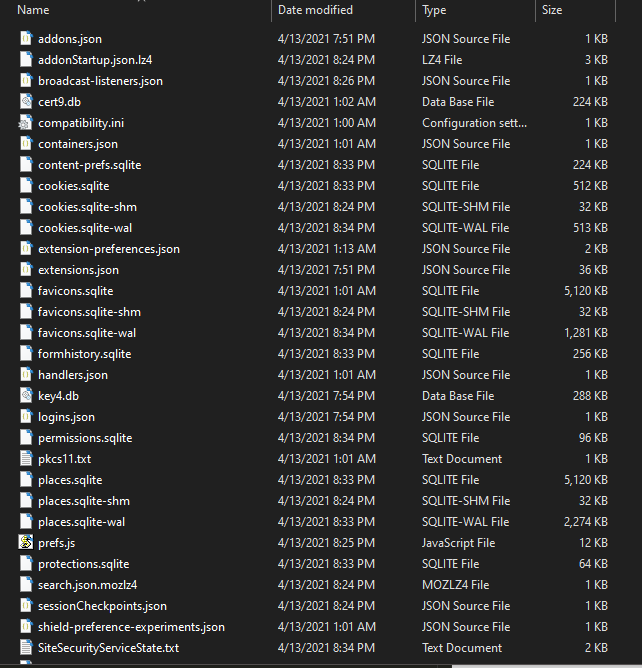 Name Date modified Type Size
addons.json 4/13/2021 7:51 PM JSON Source File 1 KB
addonStartup.json.lz4 4/13/2021 8:24 PM LZ4 File 3 KB
broadcast-listeners.json 4/13/2021 8:26 PM JSON Source File 1 KB
cert9.db 4/13/2021 1:02 AM Data Base File 224 KB
compatibility.ini 4/13/2021 1:00 AM Configuration sett... 1 KB
containers.json 4/13/2021 1:01 AM JSON Source File 1 KB
content-prefs.sqlite 4/13/2021 8:33 PM SQLITE File 224 KB
cookies.sqlite 4/13/2021 8:33 PM SQLITE File 512 KB
cookies.sqlite-shm 4/13/2021 8:24 PM SQLITE-SHM File 32 KB
cookies.sqlite-wal 4/13/2021 8:34 PM SQLITE-WAL File 513 KB
extension-preferences.json 4/13/2021 1:13 AM JSON Source File 2 KB
extensions.json 4/13/2021 7:51 PM JSON Source File 36 KB
favicons.sqlite 4/13/2021 1:01 AM SQLITE File 5,120 KB
favicons.sqlite-shm 4/13/2021 8:24 PM SQLITE-SHM File 32 KB
favicons.sqlite-wal 4/13/2021 8:34 PM SQLITE-WAL File 1,281 KB
formhistory.sqlite 4/13/2021 8:33 PM SQLITE File 256 KB
handlers.json 4/13/2021 1:01 AM JSON Source File 1 KB
key4.db 4/13/2021 7:54 PM Data Base File 288 KB
logins.json 4/13/2021 7:54 PM JSON Source File 1 KB
permissions.sqlite 4/13/2021 8:34 PM SQLITE File 96 KB
pkcs11.txt 4/13/2021 1:01 AM Text Document 1 KB
places.sqlite 4/13/2021 8:33 PM SQLITE File 5,120 KB
places.sqlite-shm 4/13/2021 8:24 PM SQLITE-SHM File 32 KB
places.sqlite-wal 4/13/2021 8:33 PM SQLITE-WAL File 2,274 KB
prefs.js 4/13/2021 8:25 PM JavaScript File 12 KB
protections.sqlite 4/13/2021 8:33 PM SQLITE File 64 KB
search.json.mozlz4 4/13/2021 8:24 PM MOZLZ4 File 1 KB
sessionCheckpoints.json 4/13/2021 8:24 PM JSON Source File 1 KB
shield-preference-experiments.json 4/13/2021 1:01 AM JSON Source File 1 KB
SiteSecurityServiceState.txt 4/13/2021 8:34 PM Text Document 2 KB